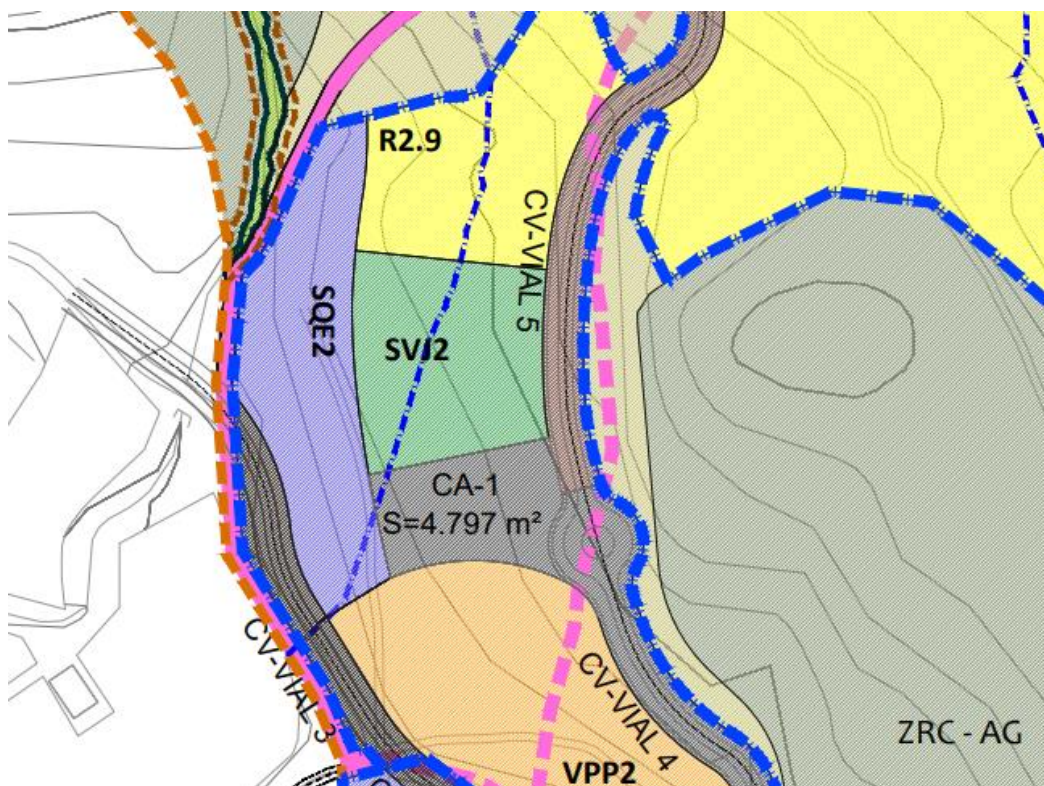 R2.9
CV-VIAL 5
SQE2
SVJ2
CA-1
S=4.797 m²
CV-VIAL 3
CV-VIAL 4
ZRC - AG
VPP2